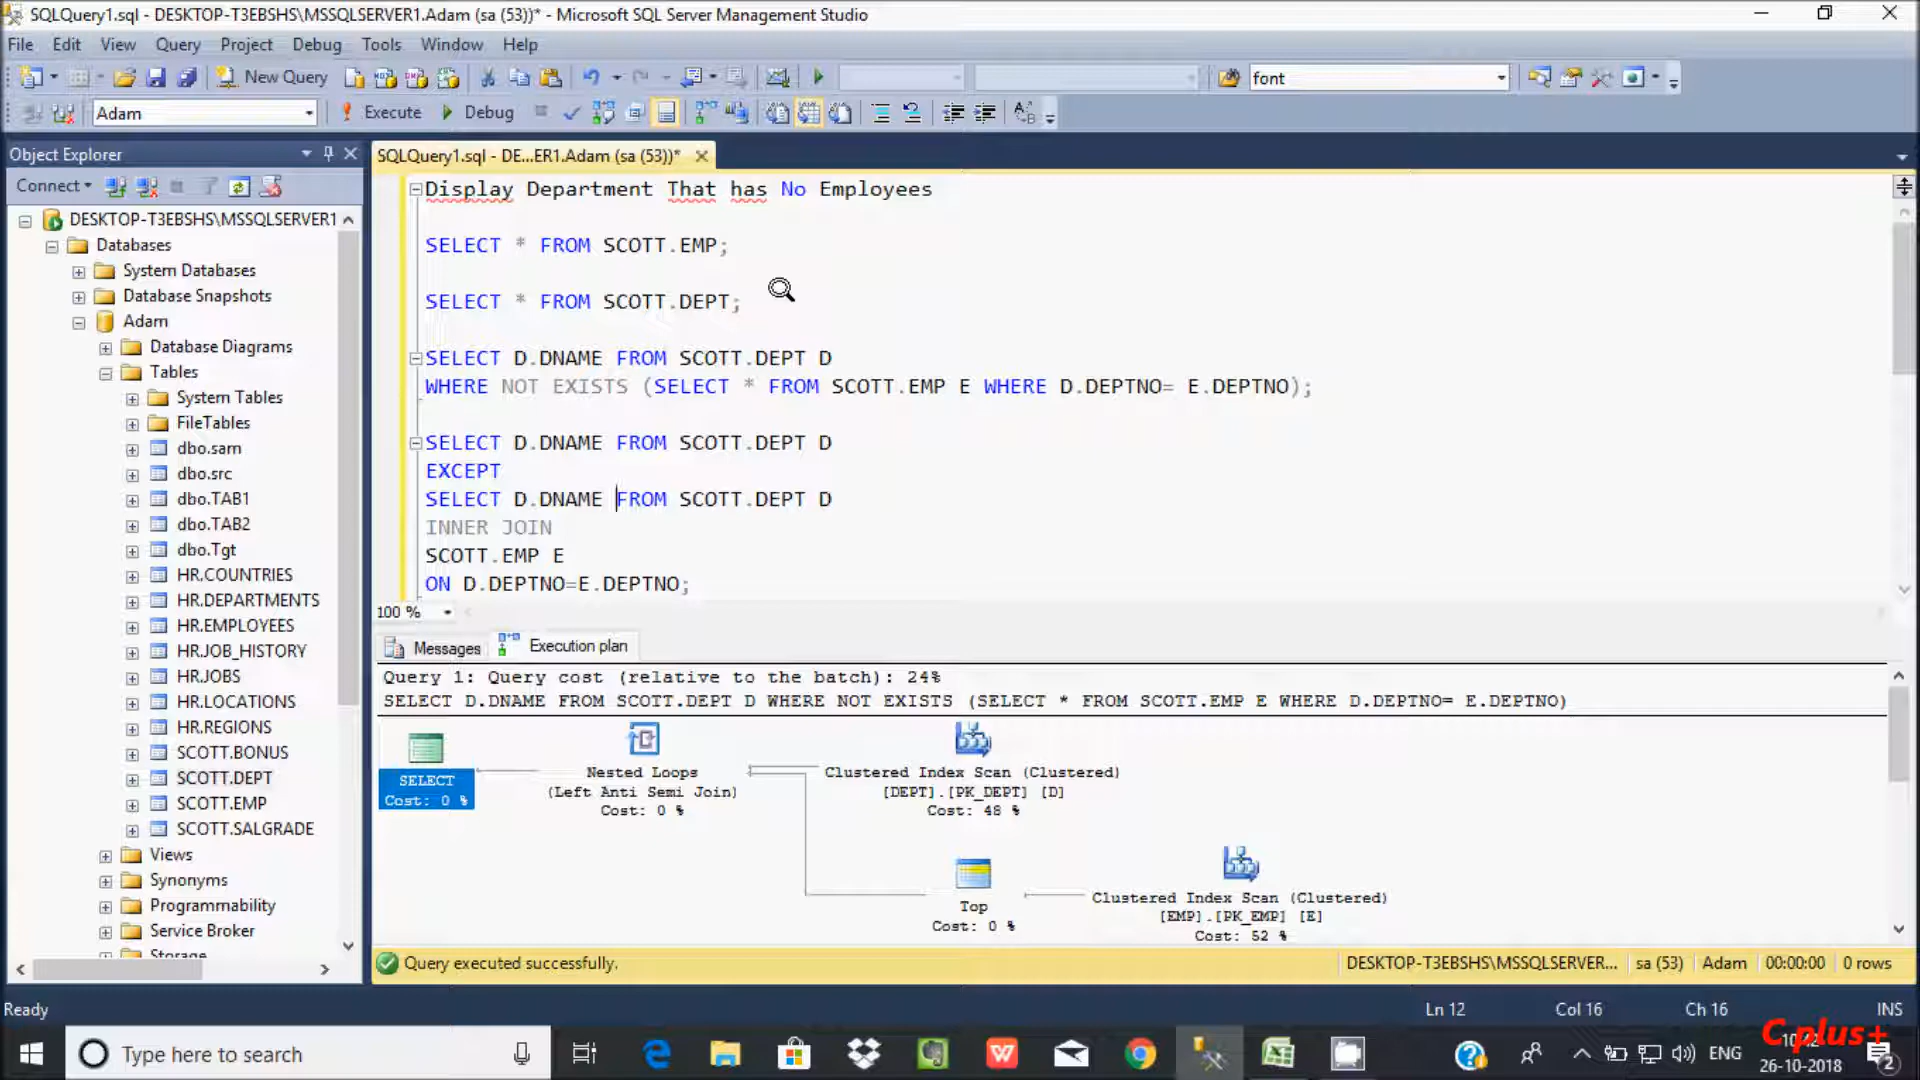 SQLQuery1.sql - DESKTOP-T3EBSHS\MSSQLSERVER1.Adam (sa (53))* - Microsoft SQL Server Management Studio
File Edit View Query Project Debug Tools Window Help
New Query font
Adam Execute Debug
Object Explorer
SQLQuery1.sql - DE...ER1.Adam (sa (53))*
Connect
DESKTOP-T3EBSHS\MSSQLSERVER1
Databases
System Databases
Database Snapshots
Adam
Database Diagrams
Tables
System Tables
FileTables
dbo.sam
dbo.src
dbo.TAB1
dbo.TAB2
dbo.Tgt
HR.COUNTRIES
HR.DEPARTMENTS
HR.EMPLOYEES
HR.JOB_HISTORY
HR.JOBS
HR.LOCATIONS
HR.REGIONS
SCOTT.BONUS
SCOTT.DEPT
SCOTT.EMP
SCOTT.SALGRADE
Views
Synonyms
Programmability
Service Broker
Storage
Display Department That has No Employees
SELECT * FROM SCOTT.EMP;
SELECT * FROM SCOTT.DEPT;
SELECT D.DNAME FROM SCOTT.DEPT D
WHERE NOT EXISTS (SELECT * FROM SCOTT.EMP E WHERE D.DEPTNO= E.DEPTNO);
SELECT D.DNAME FROM SCOTT.DEPT D
EXCEPT
SELECT D.DNAME FROM SCOTT.DEPT D
INNER JOIN
SCOTT.EMP E
ON D.DEPTNO=E.DEPTNO;
100 %
Messages Execution plan
Query 1: Query cost (relative to the batch): 24%
SELECT D.DNAME FROM SCOTT.DEPT D WHERE NOT EXISTS (SELECT * FROM SCOTT.EMP E WHERE D.DEPTNO= E.DEPTNO)
SELECT
Cost: 0 %
Nested Loops
(Left Anti Semi Join)
Cost: 0 %
Clustered Index Scan (Clustered)
[DEPT].[PK_DEPT] [D]
Cost: 48 %
Top
Cost: 0 %
Clustered Index Scan (Clustered)
[EMP].[PK_EMP] [E]
Cost: 52 %
Query executed successfully.
DESKTOP-T3EBSHS\MSSQLSERVER... sa (53) Adam 00:00:00 0 rows
Ready Ln 12 Col 16 Ch 16 INS
Type here to search
ENG
26-10-2018
2
C plus+